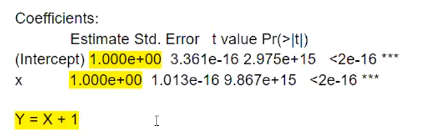 Coefficients:
Estimate Std. Error t value Pr(>|t|)
(Intercept) 1.000e+00 3.361e-16 2.975e+15 <2e-16 ***
x 1.000e+00 1.013e-16 9.867e+15 <2e-16 ***
Y = X + 1